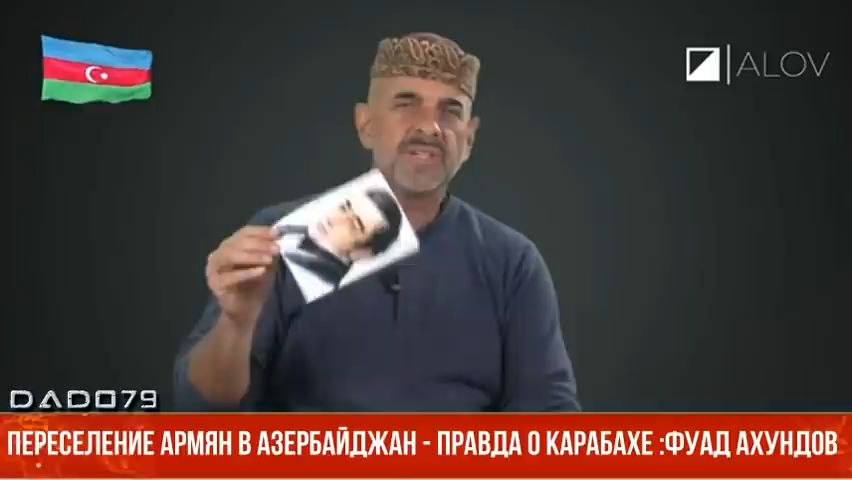 ALOV
DADO79
ПЕРЕСЕЛЕНИЕ АРМЯН В АЗЕРБАЙДЖАН - ПРАВДА О КАРАБАХЕ :ФУАД АХУНДОВ